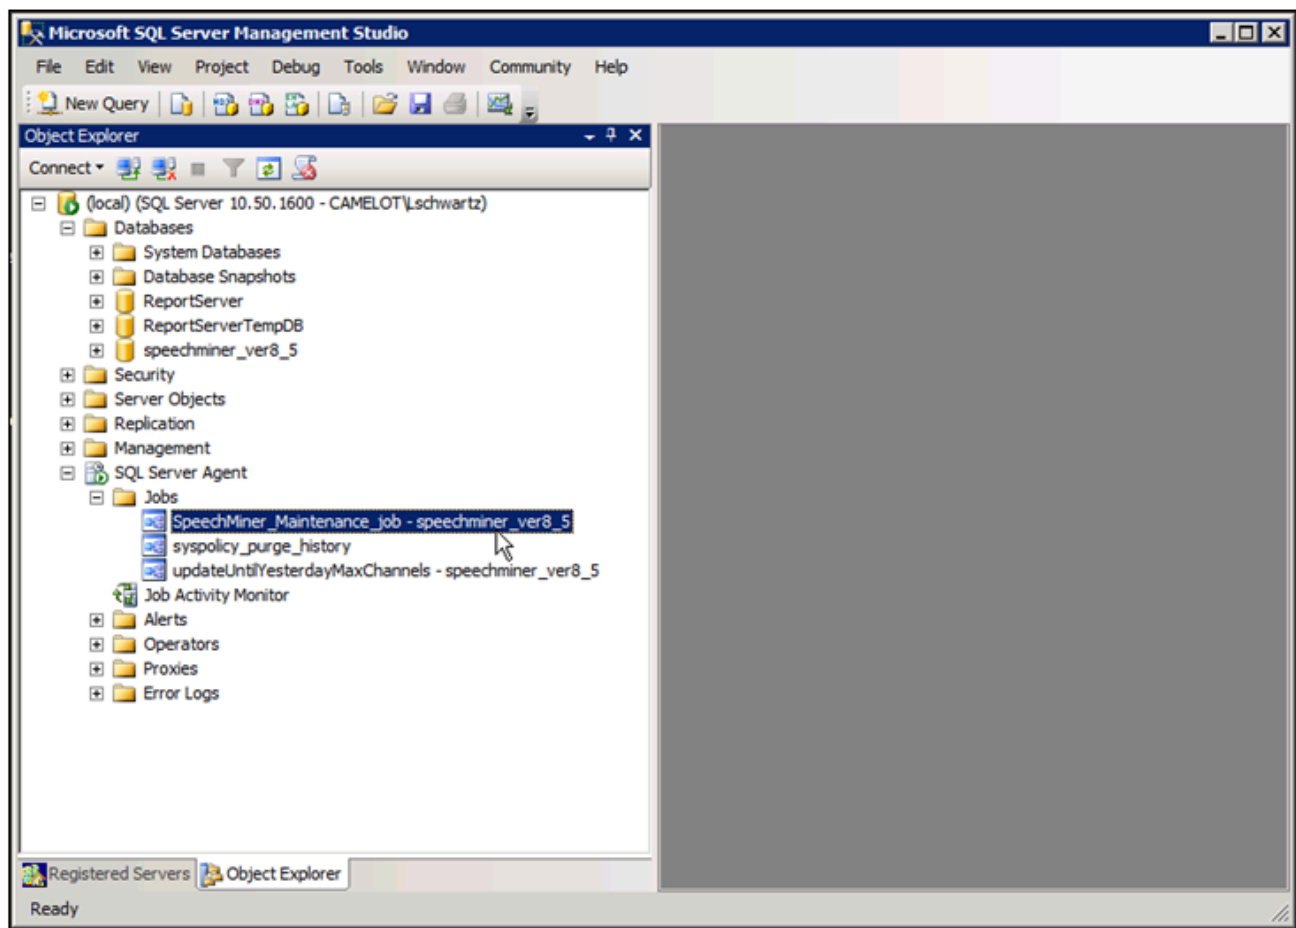 Microsoft SQL Server Management Studio
File Edit View Project Debug Tools Window Community Help
New Query
Object Explorer
Connect
(local) (SQL Server 10.50.1600 - CAMELOT\Lschwartz)
Databases
System Databases
Database Snapshots
ReportServer
ReportServerTempDB
speechminer_ver8_5
Security
Server Objects
Replication
Management
SQL Server Agent
Jobs
SpeechMiner_Maintenance_job - speechminer_ver8_5
syspolicy_purge_history
updateUntilYesterdayMaxChannels - speechminer_ver8_5
Job Activity Monitor
Alerts
Operators
Proxies
Error Logs
Registered Servers Object Explorer
Ready